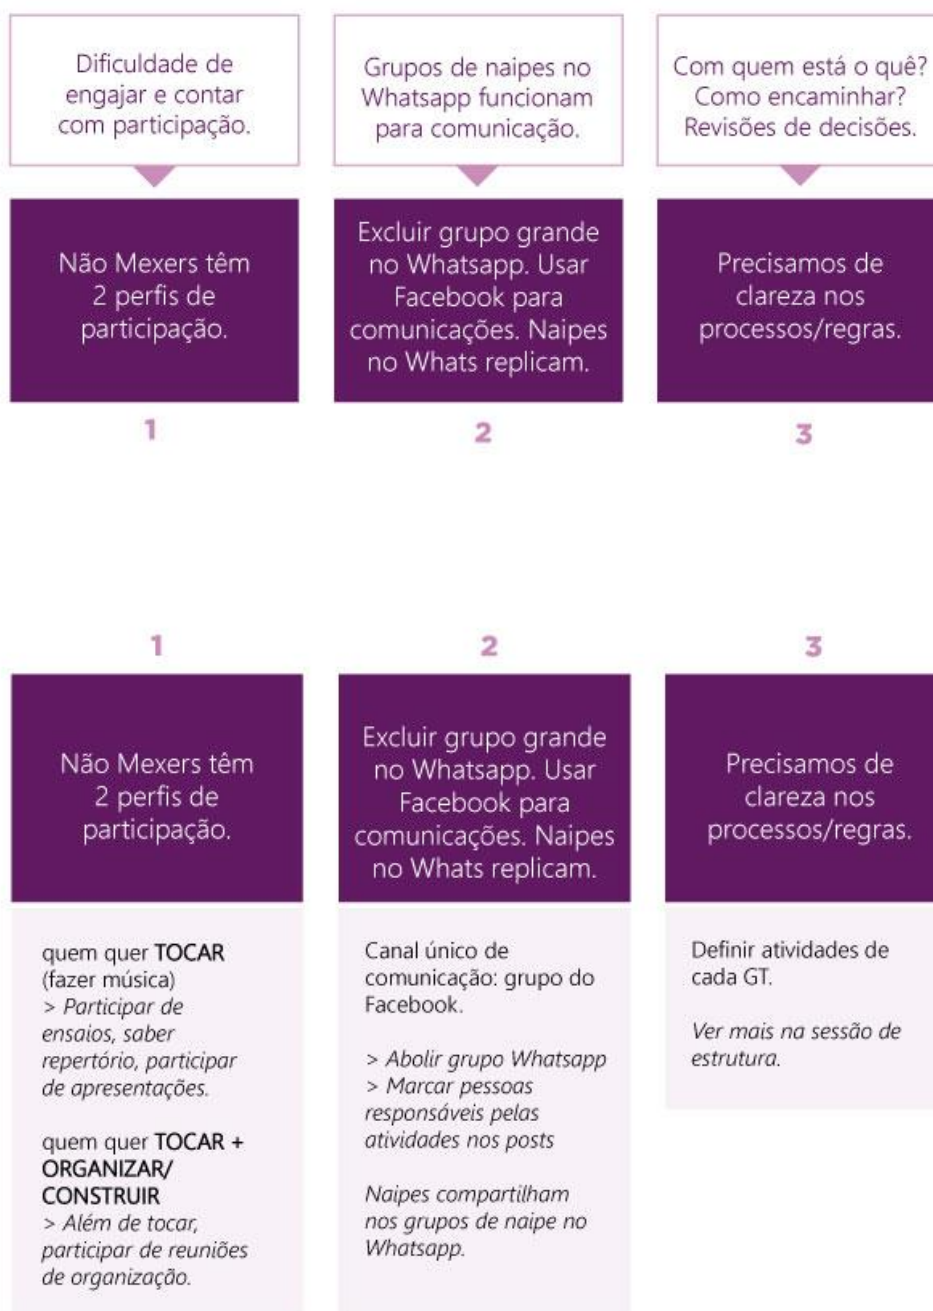 Dificuldade de
engajar e contar
com participação.
Grupos de naipes no
Whatsapp funcionam
para comunicação.
Com quem está o quê?
Como encaminhar?
Revisões de decisões.
Não Mexers têm
2 perfis de
participação.
Excluir grupo grande
no Whatsapp. Usar
Facebook para
comunicações. Naipes
no Whats replicam.
Precisamos de
clareza nos
processos/regras.
1
2
3
1
2
3
Não Mexers têm
2 perfis de
participação.
Excluir grupo grande
no Whatsapp. Usar
Facebook para
comunicações. Naipes
no Whats replicam.
Precisamos de
clareza nos
processos/regras.
quem quer TOCAR
(fazer música)
> Participar de
ensaios, saber
repertório, participar
de apresentações.
quem quer TOCAR +
ORGANIZAR/
CONSTRUIR
> Além de tocar,
participar de reuniões
de organização.
Canal único de
comunicação: grupo do
Facebook.
> Abolir grupo Whatsapp
> Marcar pessoas
responsáveis pelas
atividades nos posts
Naipes compartilham
nos grupos de naipe no
Whatsapp.
Definir atividades de
cada GT.
Ver mais na sessão de
estrutura.